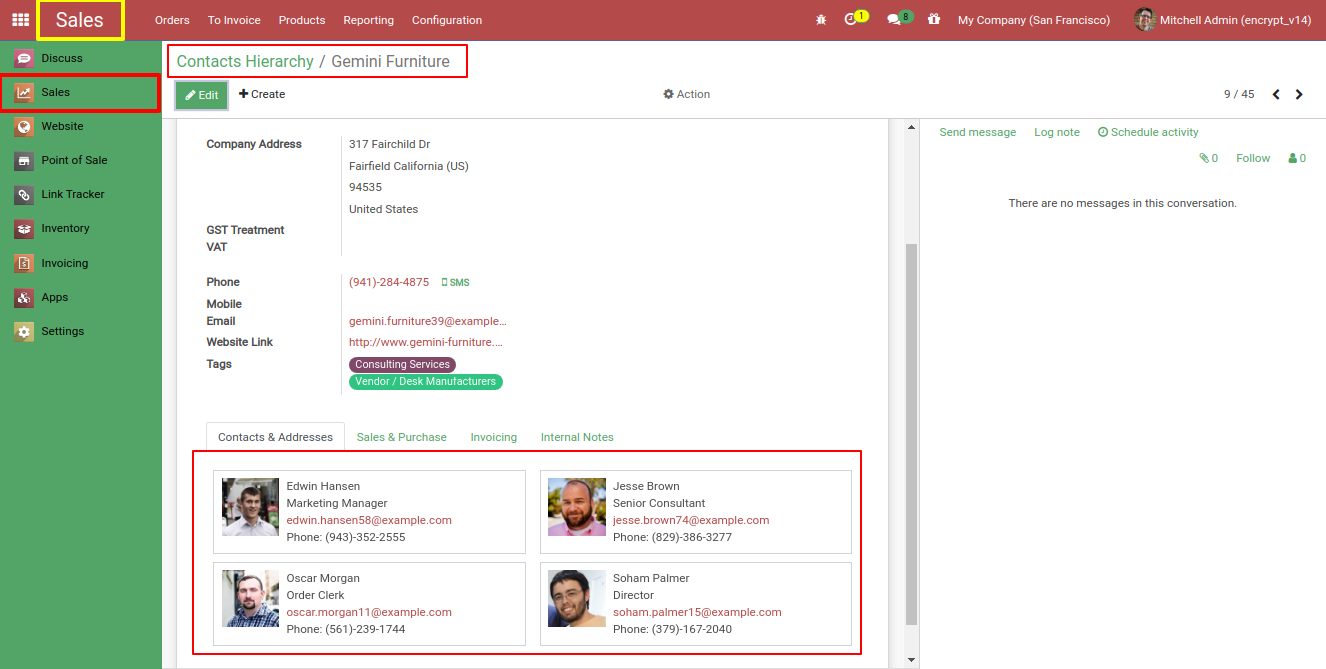 Sales Orders To Invoice Products Reporting Configuration 1 8 My Company (San Francisco) Mitchell Admin (encrypt_v14)
Discuss
Sales
Website
Point of Sale
Link Tracker
Inventory
Invoicing
Apps
Settings
Contacts Hierarchy / Gemini Furniture
Edit Create Action 9 / 45
Company Address 317 Fairchild Dr
Fairfield California (US)
94535
United States
GST Treatment
VAT
Phone (941)-284-4875 SMS
Mobile
Email gemini.furniture39@example...
Website Link http://www.gemini-furniture....
Tags Consulting Services
Vendor / Desk Manufacturers
Contacts & Addresses Sales & Purchase Invoicing Internal Notes
Edwin Hansen
Marketing Manager
edwin.hansen58@example.com
Phone: (943)-352-2555
Jesse Brown
Senior Consultant
jesse.brown74@example.com
Phone: (829)-386-3277
Oscar Morgan
Order Clerk
oscar.morgan11@example.com
Phone: (561)-239-1744
Soham Palmer
Director
soham.palmer15@example.com
Phone: (379)-167-2040
Send message Log note Schedule activity
0 Follow 0
There are no messages in this conversation.